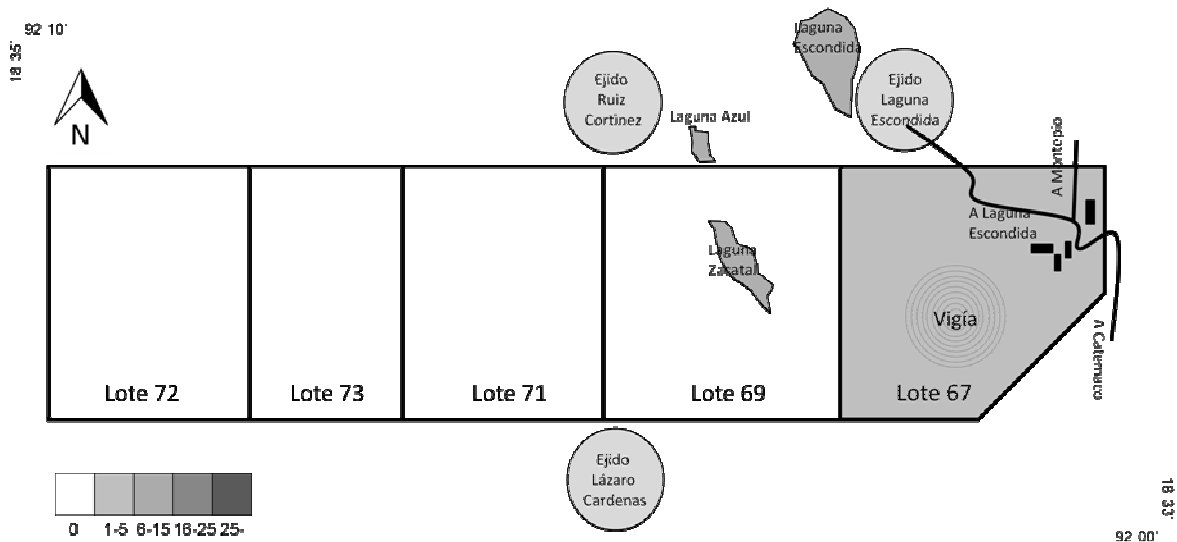 92 10'
18 35'
N
Laguna
Escondida
Ejido
Ruiz
Cortinez
Ejido
Laguna
Escondida
Laguna Azul
A Montepio
A Laguna
Escondida
Laguna
Zacatal
Vigía
A Catemaco
Lote 72
Lote 73
Lote 71
Lote 69
Lote 67
Ejido
Lázaro
Cardenas
0 1-5 6-15 16-25 25-
18 33'
92 00'